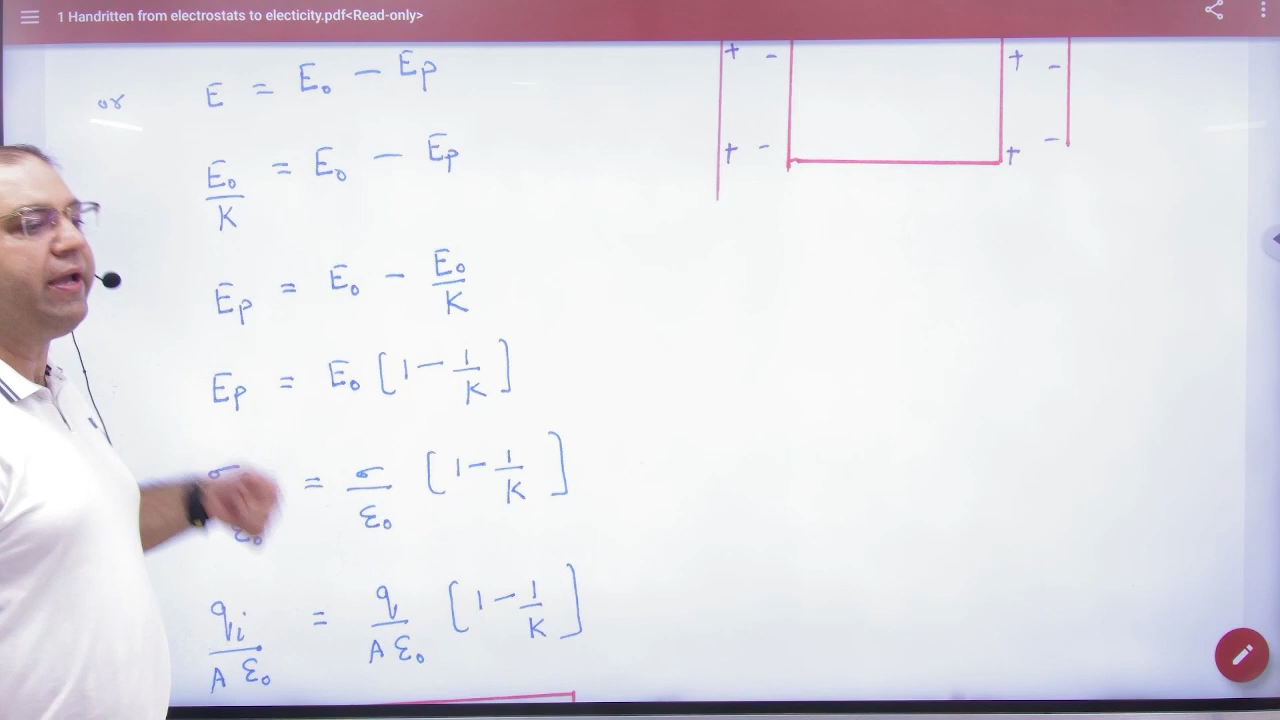 1 Handritten from electrostats to electicity.pdf<Read-only>
or E = E₀ − Eₚ
E₀/K = E₀ − Eₚ
Eₚ = E₀ − E₀/K
Eₚ = E₀ [1 − 1/K]
= σ/ε₀ [1 − 1/K]
qᵢ/Aε₀ = q/Aε₀ [1 − 1/K]
+ − + −
+ − + −